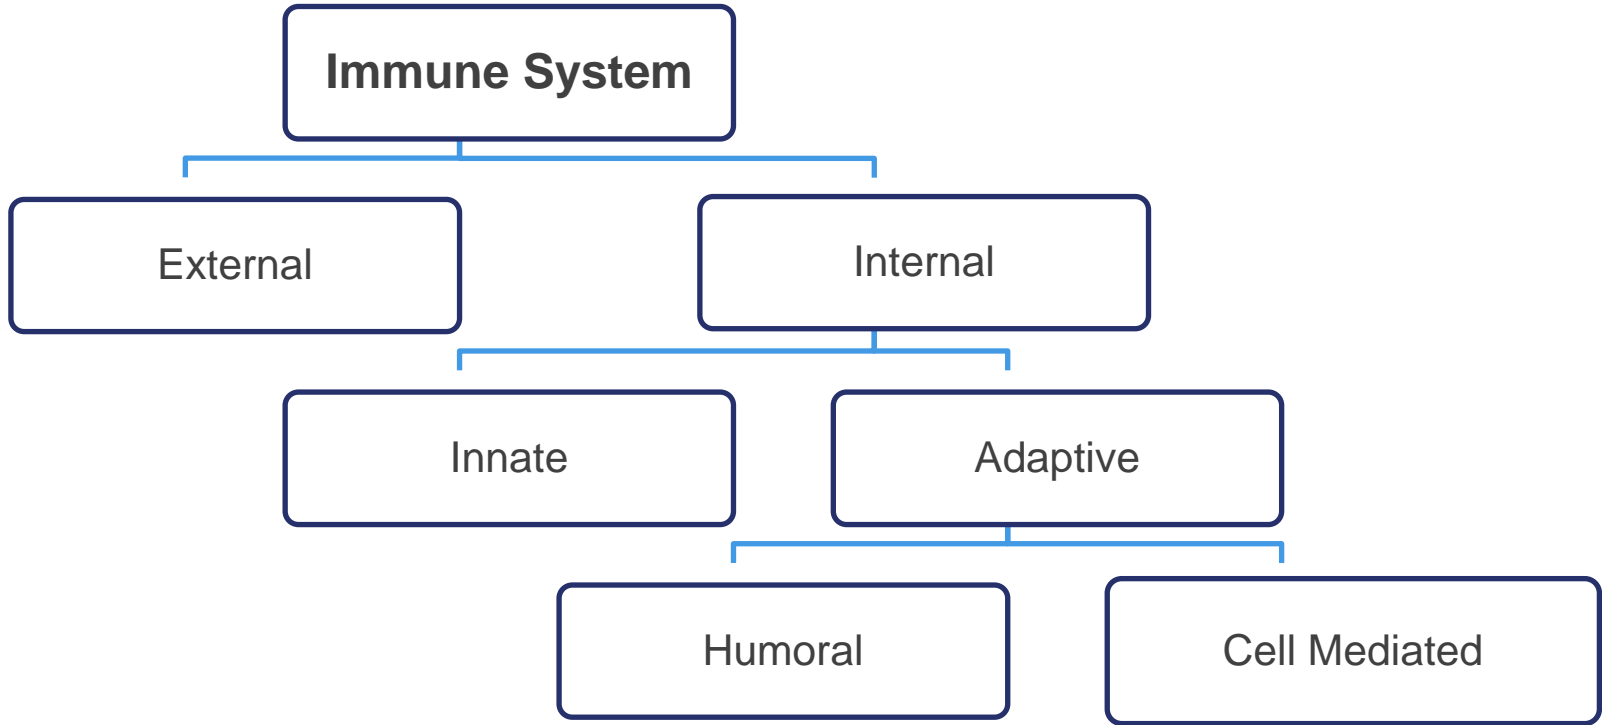 Immune System
External
Internal
Innate
Adaptive
Humoral
Cell Mediated